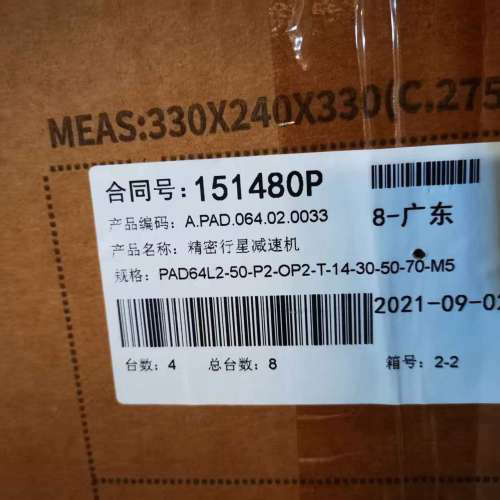 MEAS:330X240X330(C.275
合同号: 151480P
8-广东
产品编码: A.PAD.064.02.0033
产品名称: 精密行星减速机
规格: PAD64L2-50-P2-OP2-T-14-30-50-70-M5
2021-09-0
台数: 4 总台数: 8 箱号: 2-2